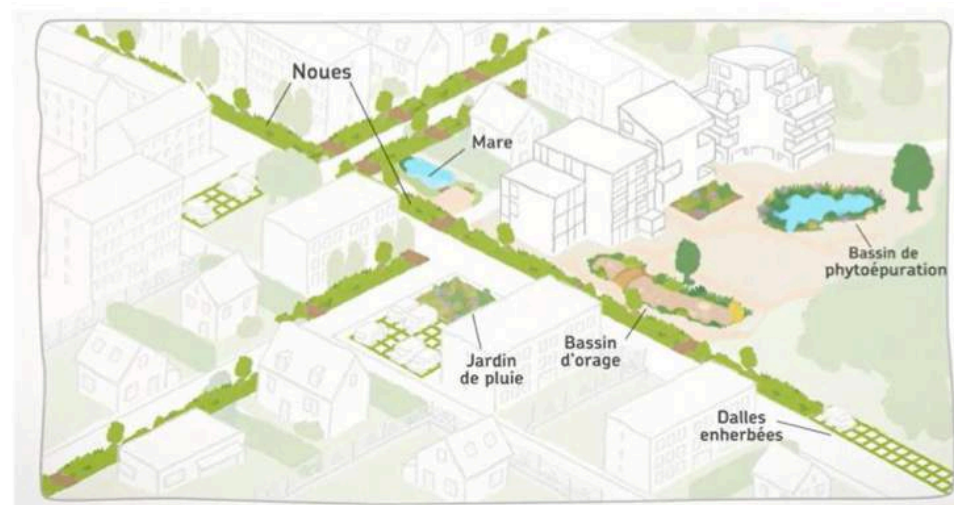 Noues
Mare
Bassin de
phytoépuration
Jardin
de pluie
Bassin
d'orage
Dalles
enherbées